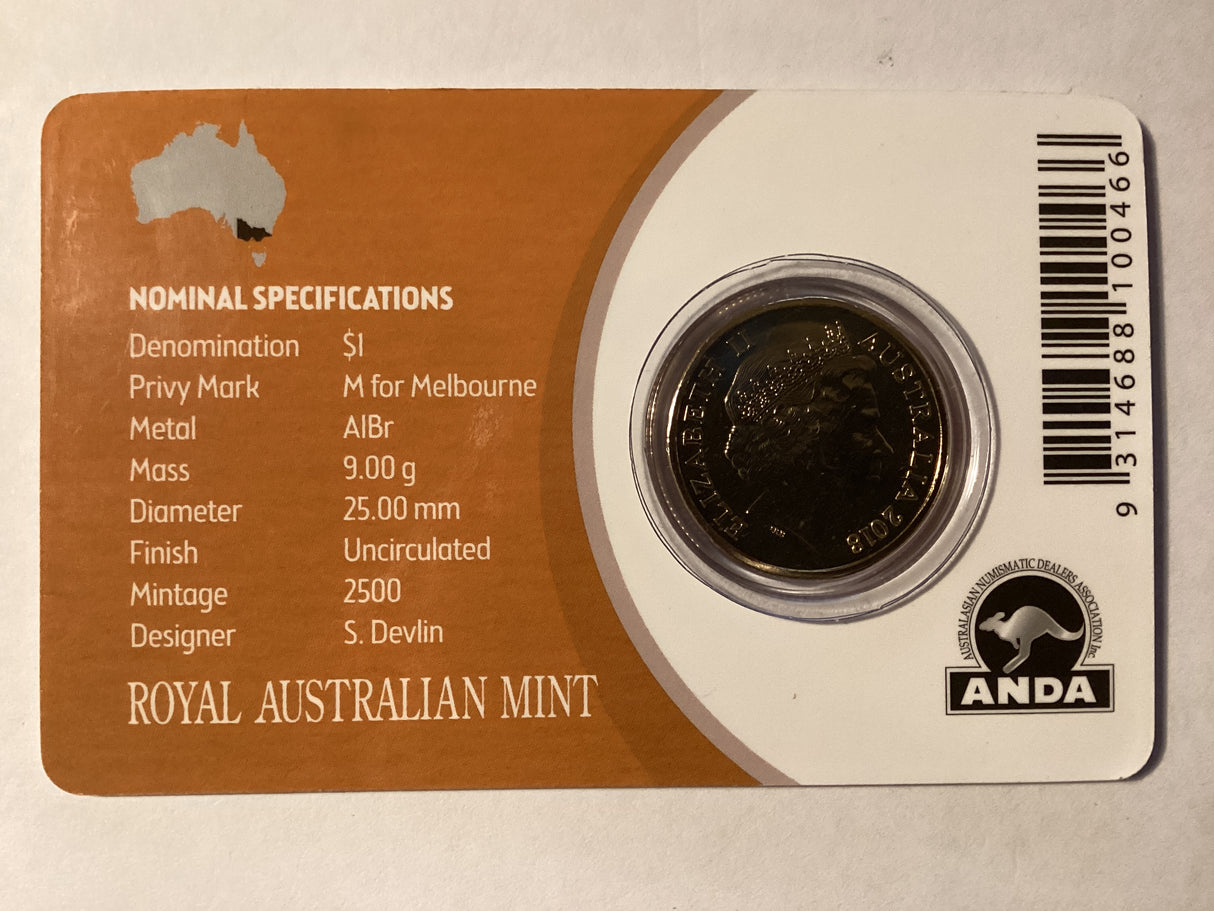 NOMINAL SPECIFICATIONS
Denomination $1
Privy Mark M for Melbourne
Metal AlBr
Mass 9.00 g
Diameter 25.00 mm
Finish Uncirculated
Mintage 2500
Designer S. Devlin
ROYAL AUSTRALIAN MINT
ELIZABETH II AUSTRALIA 2018
9 314688 100466
AUSTRALASIAN NUMISMATIC DEALERS ASSOCIATION Inc
ANDA